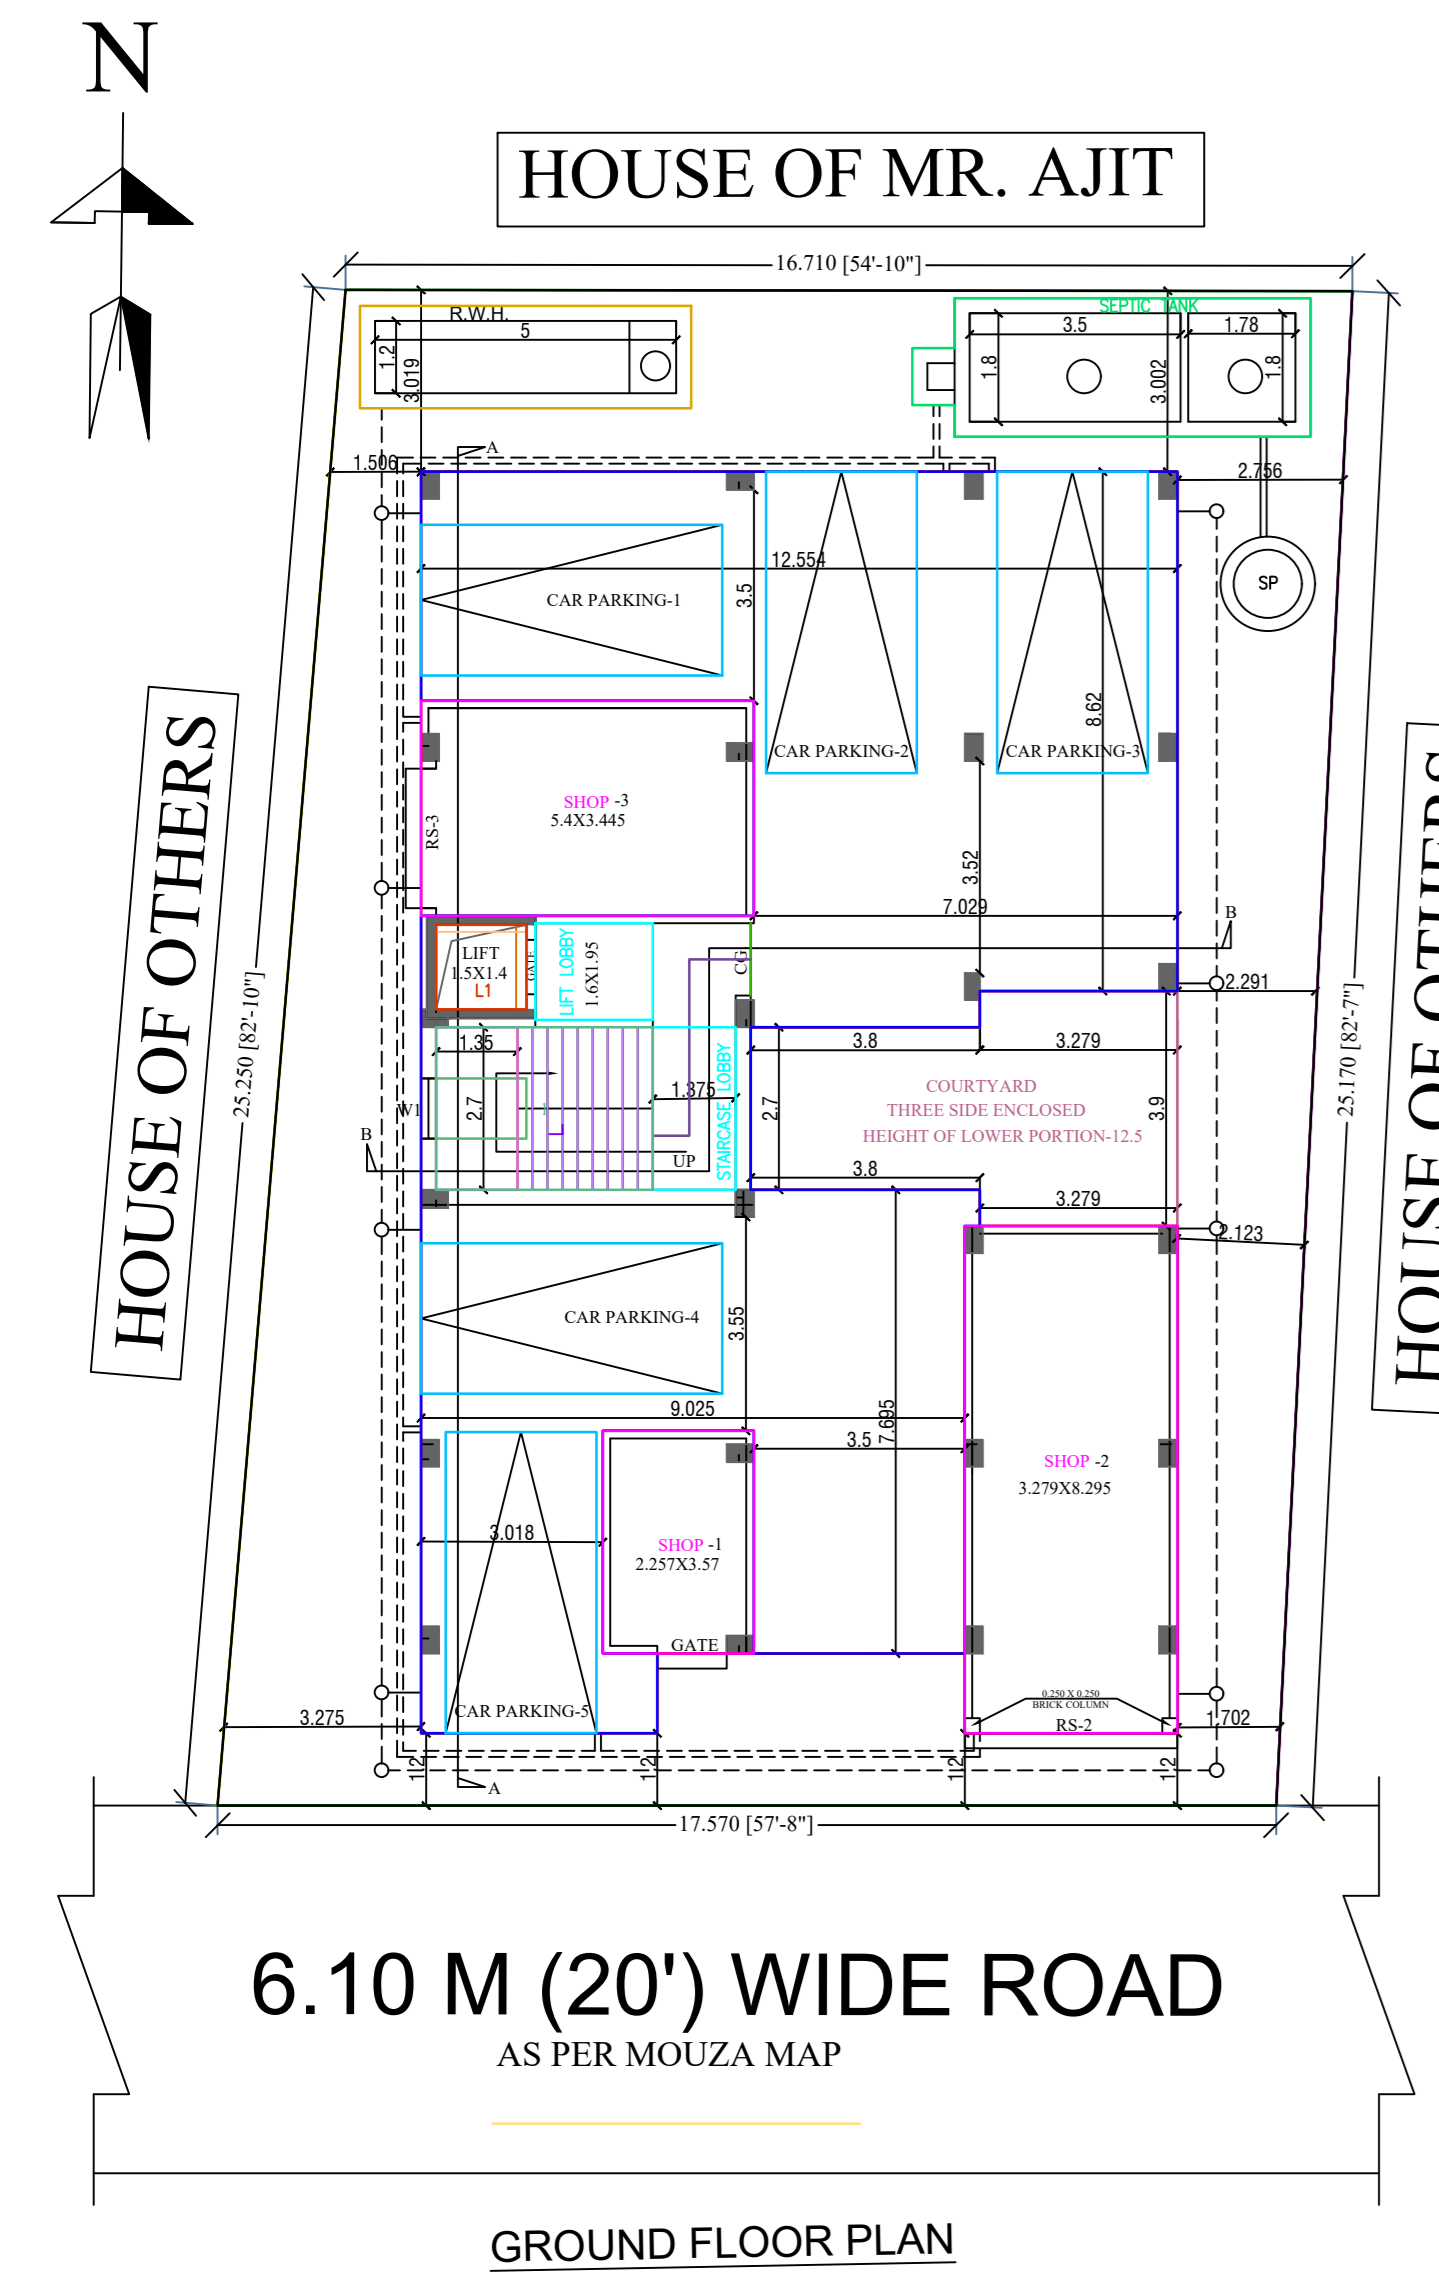 N
HOUSE OF MR. AJIT
16.710 [54'-10"]
R.W.H.
5
1.2
3.019
SEPTIC TANK
3.5
1.78
1.8
3.002
1.8
A
1.506
2.756
12.554
SP
CAR PARKING-1
3.5
8.62
CAR PARKING-2
CAR PARKING-3
HOUSE OF OTHERS
25.250 [82'-10"]
SHOP -3
5.4X3.445
RS-3
3.52
7.029
B
LIFT
1.5X1.4
L1
GATE
LIFT LOBBY
1.6X1.95
CG
2.291
1.35
3.8
3.279
1.375
STAIRCASE LOBBY
COURTYARD
THREE SIDE ENCLOSED
HEIGHT OF LOWER PORTION-12.5
W1
2.7
1
2.7
3.9
B
UP
3.8
3.279
2.123
25.170 [82'-7"]
HOUSE OF OTHERS
CAR PARKING-4
3.55
9.025
7.695
3.5
SHOP -2
3.279X8.295
3.018
SHOP -1
2.257X3.57
GATE
CAR PARKING-5
0.250 X 0.250
BRICK COLUMN
RS-2
3.275
1.702
1.2
1.2
1.2
1.2
A
17.570 [57'-8"]
6.10 M (20') WIDE ROAD
AS PER MOUZA MAP
GROUND FLOOR PLAN